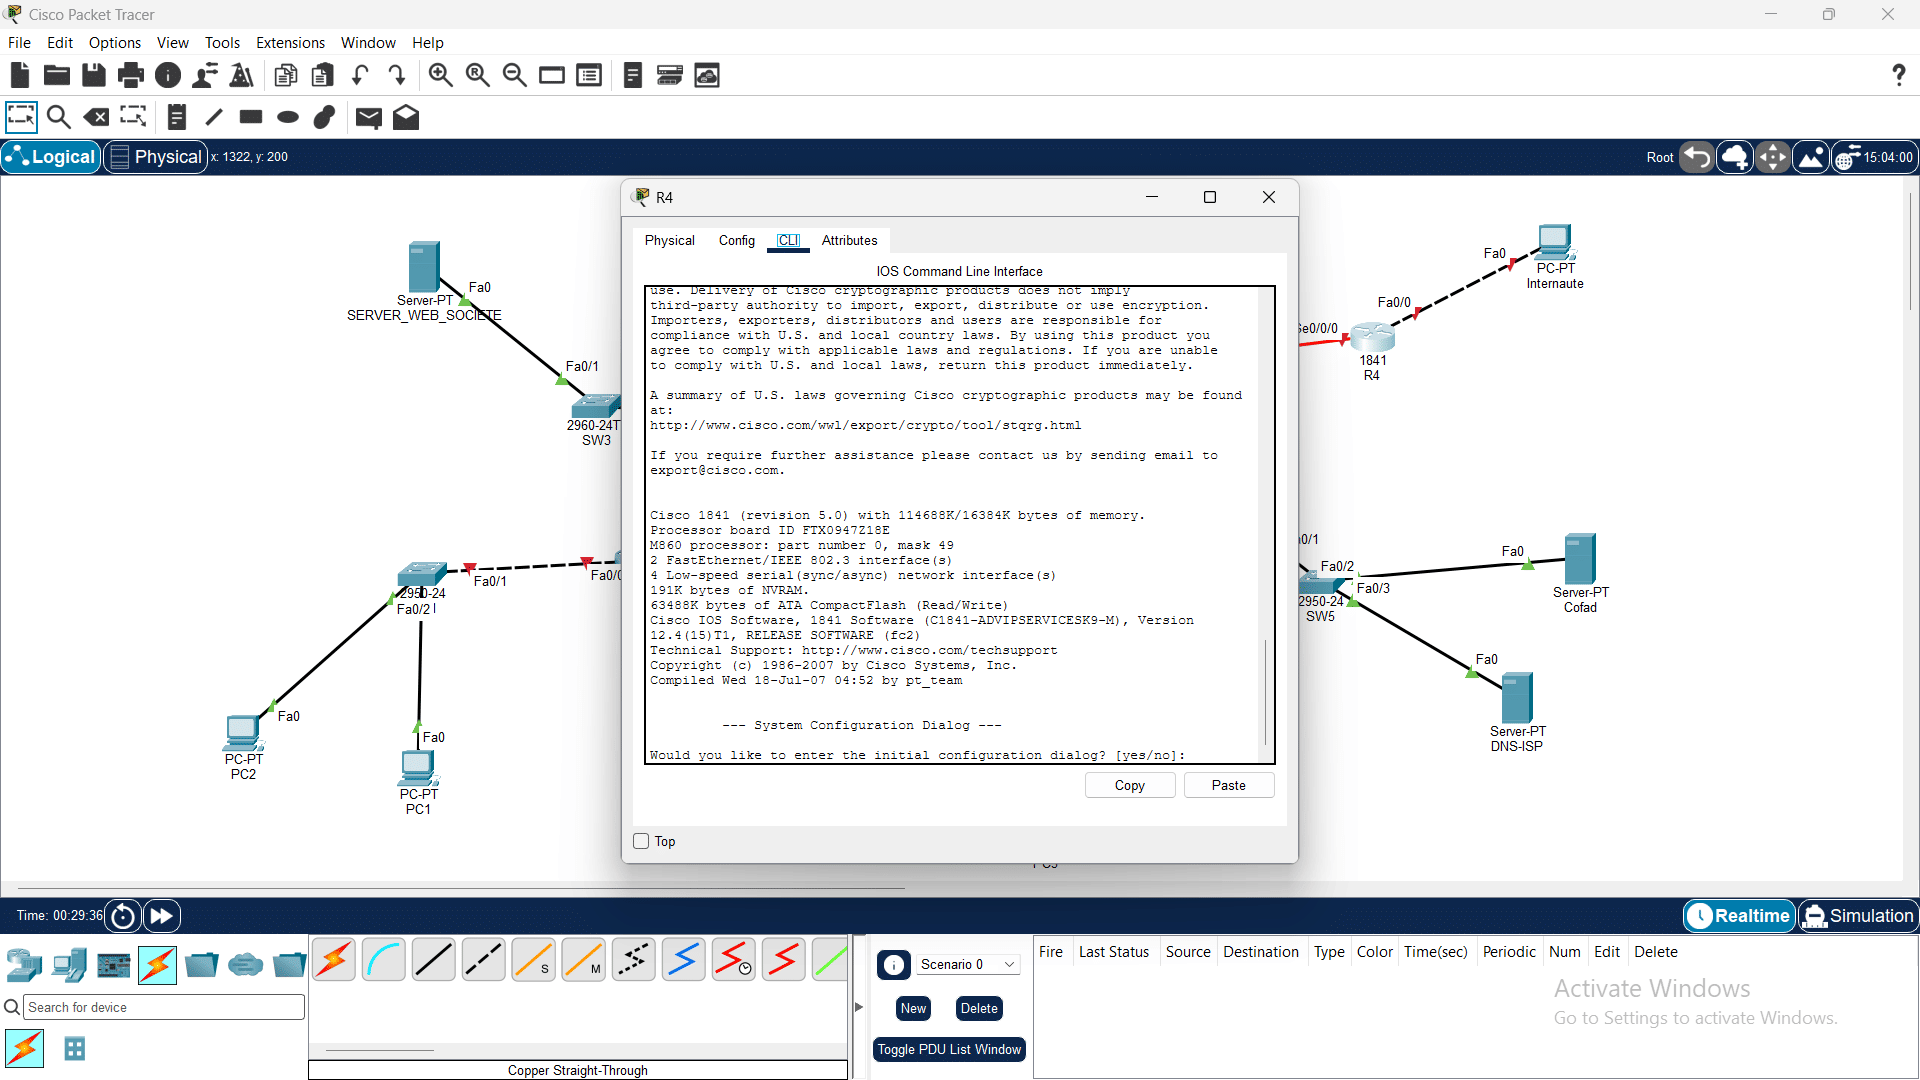 Cisco Packet Tracer
File Edit Options View Tools Extensions Window Help
Logical Physical x: 1322, y: 200
Root 15:04:00
Fa0
Server-PT
SERVER_WEB_SOCIETE
Fa0/1
2960-24T
SW3
Fa0/1
Fa0/0
2950-24
Fa0/2
Fa0
PC-PT
PC2
Fa0
PC-PT
PC1
R4
Physical Config CLI Attributes
IOS Command Line Interface
use. Delivery of Cisco cryptographic products does not imply
third-party authority to import, export, distribute or use encryption.
Importers, exporters, distributors and users are responsible for
compliance with U.S. and local country laws. By using this product you
agree to comply with applicable laws and regulations. If you are unable
to comply with U.S. and local laws, return this product immediately.
A summary of U.S. laws governing Cisco cryptographic products may be found
at:
http://www.cisco.com/wwl/export/crypto/tool/stqrg.html
If you require further assistance please contact us by sending email to
export@cisco.com.
Cisco 1841 (revision 5.0) with 114688K/16384K bytes of memory.
Processor board ID FTX0947Z18E
M860 processor: part number 0, mask 49
2 FastEthernet/IEEE 802.3 interface(s)
4 Low-speed serial(sync/async) network interface(s)
191K bytes of NVRAM.
63488K bytes of ATA CompactFlash (Read/Write)
Cisco IOS Software, 1841 Software (C1841-ADVIPSERVICESK9-M), Version
12.4(15)T1, RELEASE SOFTWARE (fc2)
Technical Support: http://www.cisco.com/techsupport
Copyright (c) 1986-2007 by Cisco Systems, Inc.
Compiled Wed 18-Jul-07 04:52 by pt_team
--- System Configuration Dialog ---
Would you like to enter the initial configuration dialog? [yes/no]:
Copy Paste
Top
Fa0
PC-PT
Internaute
Fa0/0
Se0/0/0
1841
R4
a0/1
Fa0/2
Fa0/3
2950-24
SW5
Fa0
Server-PT
Cofad
Fa0
Server-PT
DNS-ISP
PC3
Time: 00:29:36
Realtime Simulation
Search for device
S
M
Copper Straight-Through
Scenario 0
New Delete
Toggle PDU List Window
Fire Last Status Source Destination Type Color Time(sec) Periodic Num Edit Delete
Activate Windows
Go to Settings to activate Windows.